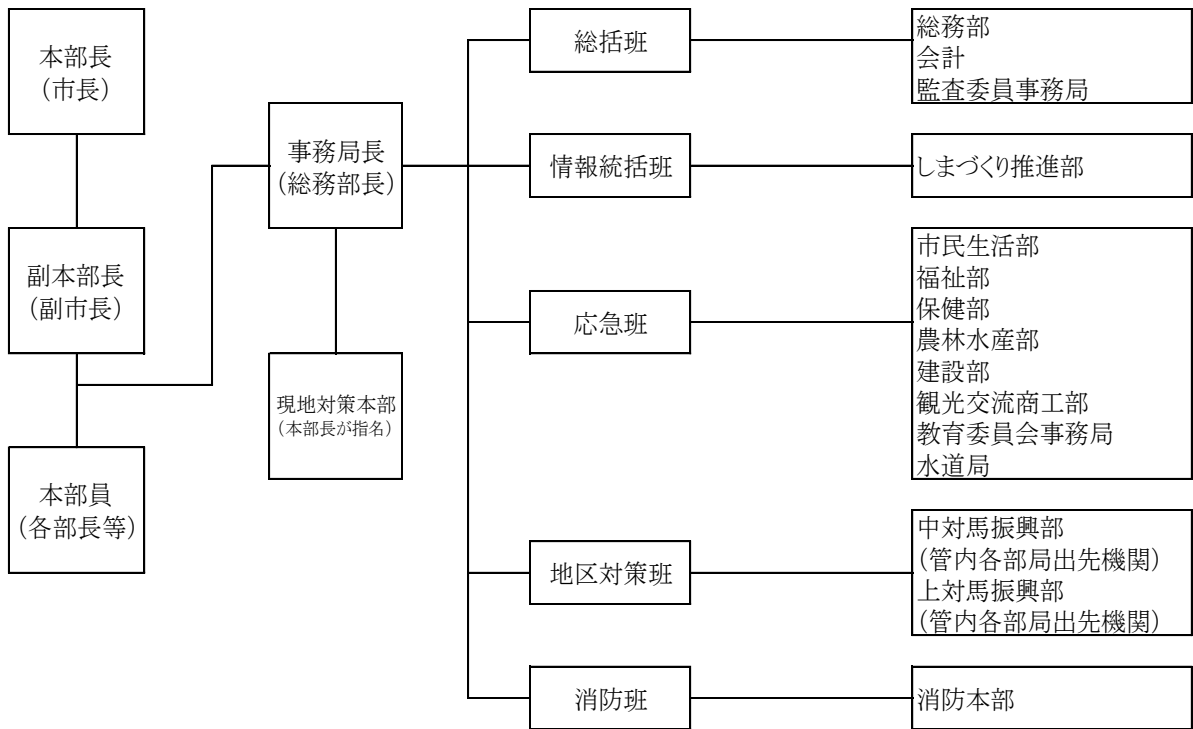 本部長
（市長）
副本部長
（副市長）
本部員
（各部長等）
事務局長
（総務部長）
現地対策本部
（本部長が指名）
総括班
総務部
会計
監査委員事務局
情報統括班
しまづくり推進部
応急班
市民生活部
福祉部
保健部
農林水産部
建設部
観光交流商工部
教育委員会事務局
水道局
地区対策班
中対馬振興部
（管内各部局出先機関）
上対馬振興部
（管内各部局出先機関）
消防班
消防本部